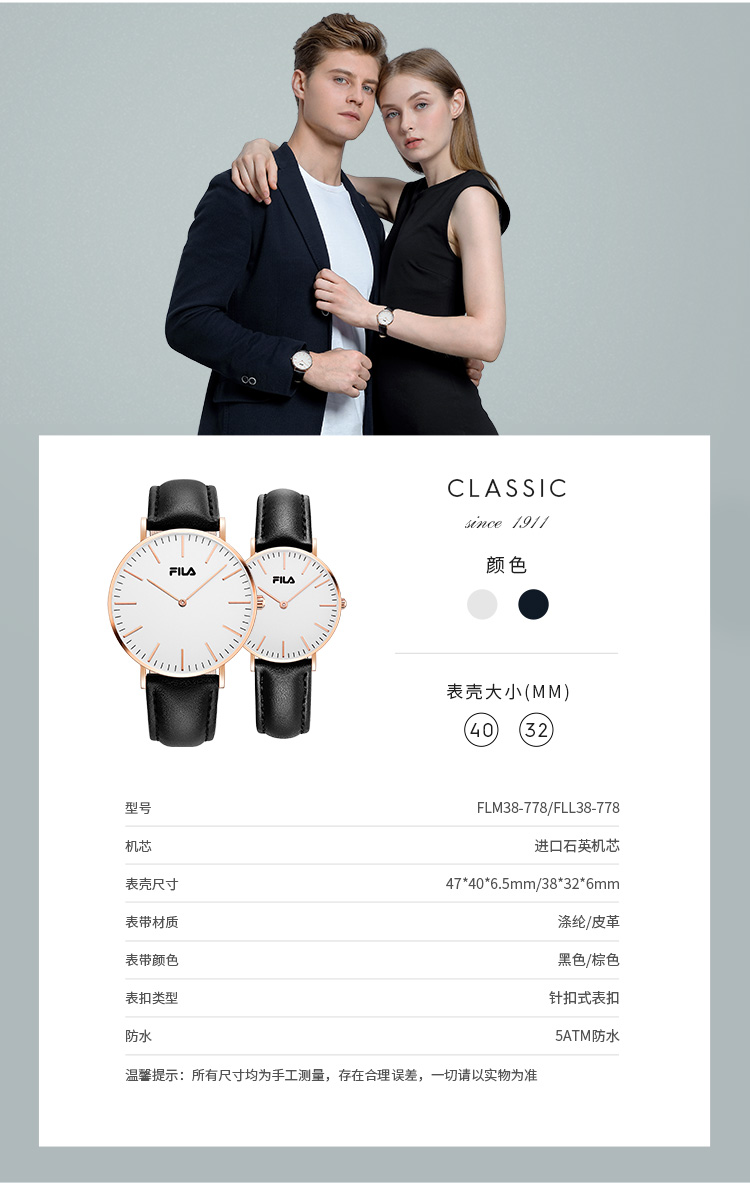 FILA
FILA
CLASSIC
since 1911
颜色
表壳大小(MM)
40 32
型号 FLM38-778/FLL38-778
机芯 进口石英机芯
表壳尺寸 47*40*6.5mm/38*32*6mm
表带材质 涤纶/皮革
表带颜色 黑色/棕色
表扣类型 针扣式表扣
防水 5ATM防水
温馨提示：所有尺寸均为手工测量，存在合理误差，一切请以实物为准